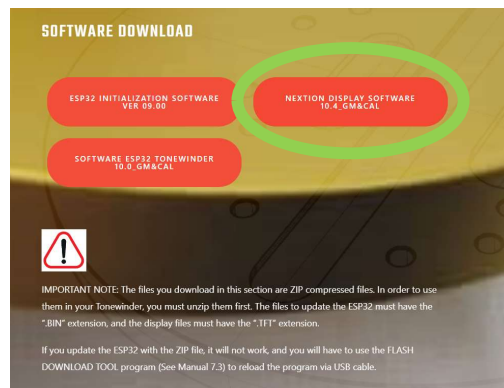 SOFTWARE DOWNLOAD
ESP32 INITIALIZATION SOFTWARE
VER 09.00
NEXTION DISPLAY SOFTWARE
10.4_GM&CAL
SOFTWARE ESP32 TONEWINDER
10.0_GM&CAL
IMPORTANT NOTE: The files you download in this section are ZIP compressed files. In order to use
them in your Tonewinder, you must unzip them first. The files to update the ESP32 must have the
".BIN" extension, and the display files must have the ".TFT" extension.
If you update the ESP32 with the ZIP file, it will not work, and you will have to use the FLASH
DOWNLOAD TOOL program (See Manual 7.3) to reload the program via USB cable.